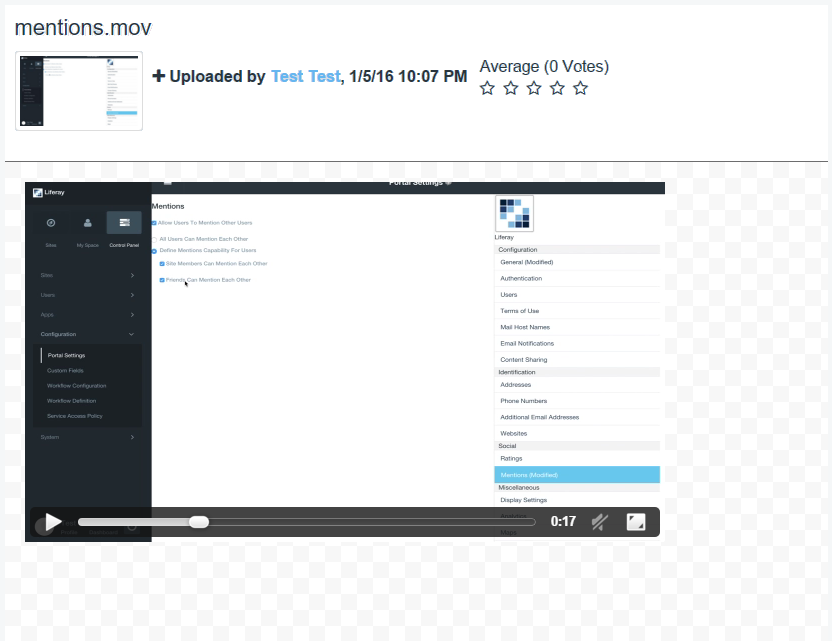 mentions.mov
Uploaded by Test Test, 1/5/16 10:07 PM
Average (0 Votes)
Liferay
Portal Settings
Sites
My Space
Control Panel
Sites
Users
Apps
Configuration
Portal Settings
Custom Fields
Workflow Configuration
Workflow Definition
Service Access Policy
System
Mentions
Allow Users To Mention Other Users
All Users Can Mention Each Other
Define Mentions Capability For Users
Site Members Can Mention Each Other
Friends Can Mention Each Other
Liferay
Configuration
General (Modified)
Authentication
Users
Terms of Use
Mail Host Names
Email Notifications
Content Sharing
Identification
Addresses
Phone Numbers
Additional Email Addresses
Websites
Social
Ratings
Mentions (Modified)
Miscellaneous
Display Settings
Maps
0:17